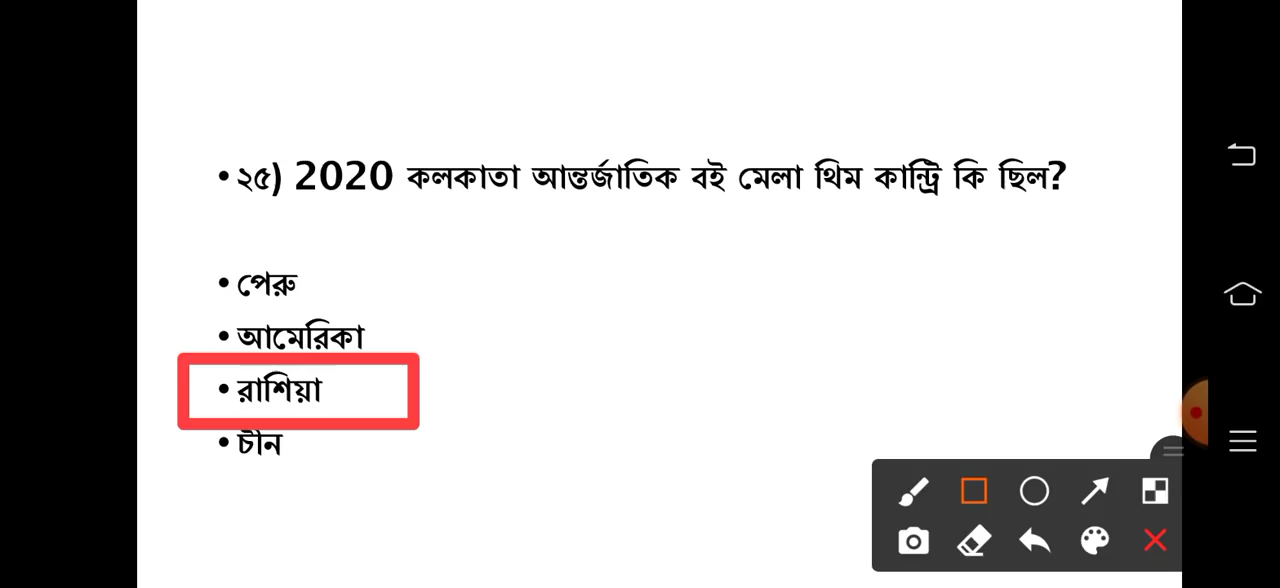 • ২৫) 2020 কলকাতা আন্তর্জাতিক বই মেলা থিম কান্ট্রি কি ছিল?
• পেরু
• আমেরিকা
• রাশিয়া
• চীন